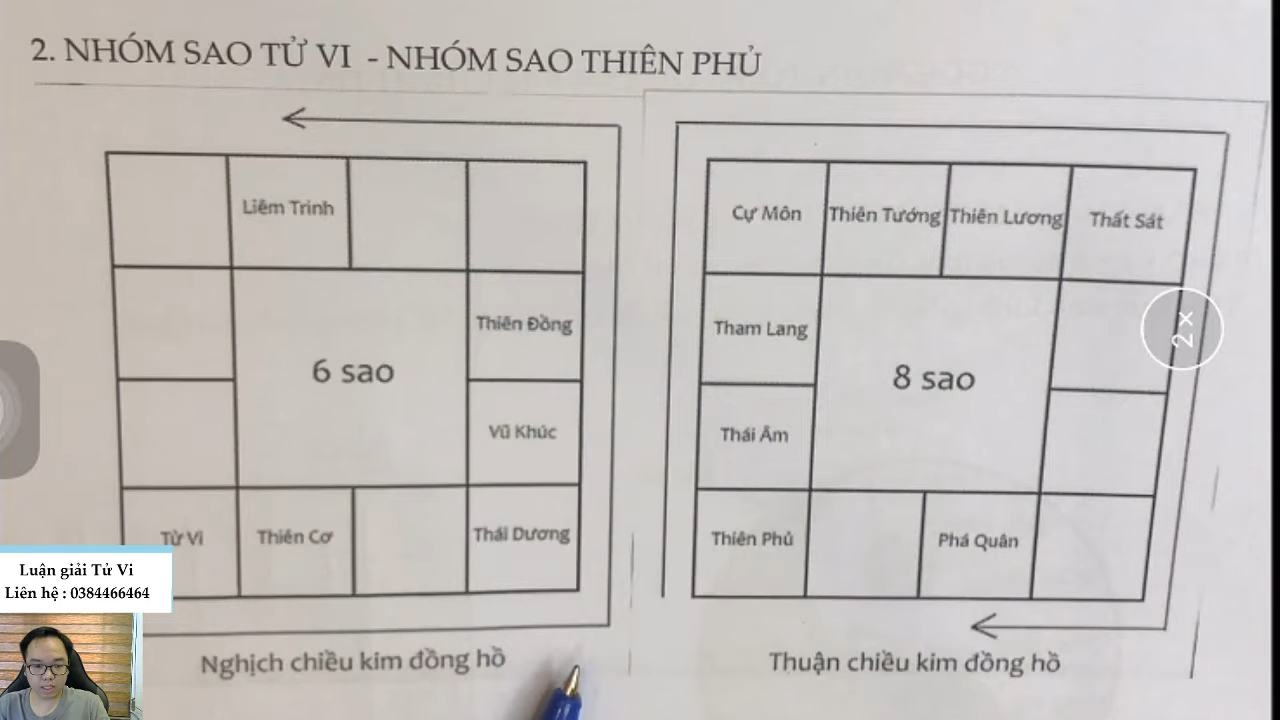 2. NHÓM SAO TỬ VI - NHÓM SAO THIÊN PHỦ
Liêm Trinh
Thiên Đồng
6 sao
Vũ Khúc
Tử Vi
Thiên Cơ
Thái Dương
Nghịch chiều kim đồng hồ
Cự Môn
Thiên Tướng
Thiên Lương
Thất Sát
Tham Lang
8 sao
Thái Âm
Thiên Phủ
Phá Quân
Thuận chiều kim đồng hồ
2×
Luận giải Tử Vi
Liên hệ : 0384466464